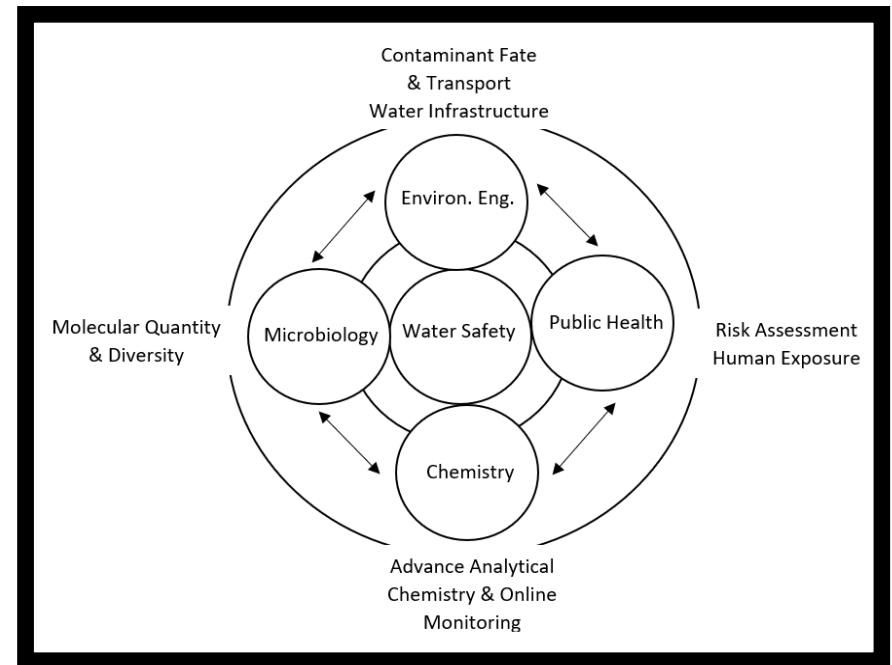 Contaminant Fate
& Transport
Water Infrastructure
Environ. Eng.
Molecular Quantity
& Diversity
Microbiology
Water Safety
Public Health
Risk Assessment
Human Exposure
Chemistry
Advance Analytical
Chemistry & Online
Monitoring